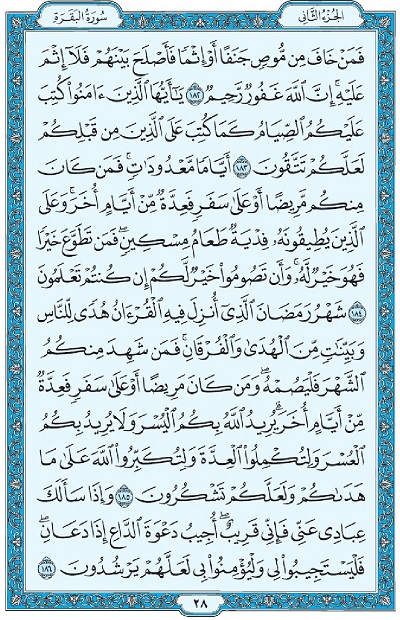 الجُزْءُ الثَّانِي
سُورَةُ البَقَرَةِ
فَمَنْ خَافَ مِن مُّوصٍ جَنَفًا أَوْ إِثْمًا فَأَصْلَحَ بَيْنَهُمْ فَلَآ إِثْمَ
عَلَيْهِ ۚ إِنَّ ٱللَّهَ غَفُورٌ رَّحِيمٌ ١٨٢ يَٰٓأَيُّهَا ٱلَّذِينَ ءَامَنُوا۟ كُتِبَ
عَلَيْكُمُ ٱلصِّيَامُ كَمَا كُتِبَ عَلَى ٱلَّذِينَ مِن قَبْلِكُمْ
لَعَلَّكُمْ تَتَّقُونَ ١٨٣ أَيَّامًا مَّعْدُودَٰتٍ ۚ فَمَن كَانَ
مِنكُم مَّرِيضًا أَوْ عَلَىٰ سَفَرٍ فَعِدَّةٌ مِّنْ أَيَّامٍ أُخَرَ ۚ وَعَلَى
ٱلَّذِينَ يُطِيقُونَهُۥ فِدْيَةٌ طَعَامُ مِسْكِينٍ ۖ فَمَن تَطَوَّعَ خَيْرًا
فَهُوَ خَيْرٌ لَّهُۥ ۚ وَأَن تَصُومُوا۟ خَيْرٌ لَّكُمْ ۖ إِن كُنتُمْ تَعْلَمُونَ
١٨٤ شَهْرُ رَمَضَانَ ٱلَّذِىٓ أُنزِلَ فِيهِ ٱلْقُرْءَانُ هُدًى لِّلنَّاسِ
وَبَيِّنَٰتٍ مِّنَ ٱلْهُدَىٰ وَٱلْفُرْقَانِ ۚ فَمَن شَهِدَ مِنكُمُ
ٱلشَّهْرَ فَلْيَصُمْهُ ۖ وَمَن كَانَ مَرِيضًا أَوْ عَلَىٰ سَفَرٍ فَعِدَّةٌ
مِّنْ أَيَّامٍ أُخَرَ ۗ يُرِيدُ ٱللَّهُ بِكُمُ ٱلْيُسْرَ وَلَا يُرِيدُ بِكُمُ
ٱلْعُسْرَ وَلِتُكْمِلُوا۟ ٱلْعِدَّةَ وَلِتُكَبِّرُوا۟ ٱللَّهَ عَلَىٰ مَا
هَدَىٰكُمْ وَلَعَلَّكُمْ تَشْكُرُونَ ١٨٥ وَإِذَا سَأَلَكَ
عِبَادِى عَنِّى فَإِنِّى قَرِيبٌ ۖ أُجِيبُ دَعْوَةَ ٱلدَّاعِ إِذَا دَعَانِ ۖ
فَلْيَسْتَجِيبُوا۟ لِى وَلْيُؤْمِنُوا۟ بِى لَعَلَّهُمْ يَرْشُدُونَ ١٨٦
٢٨